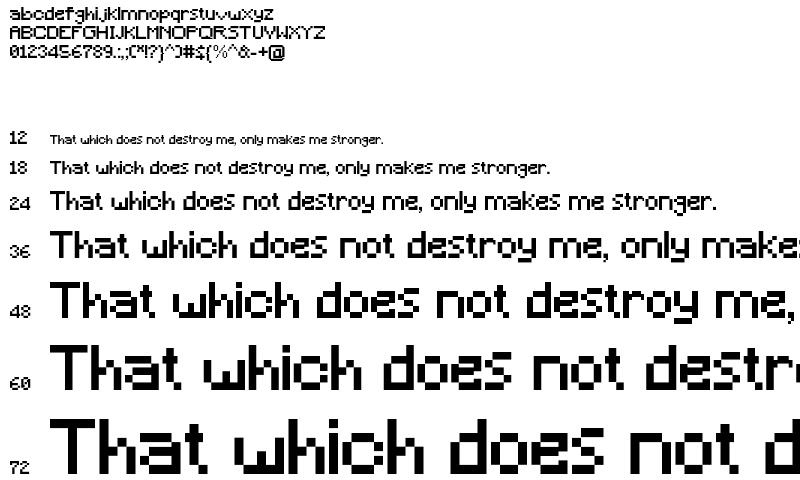 abcdefghijklmnopqrstuvwxyz
ABCDEFGHIJKLMNOPQRSTUVWXYZ
0123456789.:,;(*!?}^)#${%^&-+@
12 That which does not destroy me, only makes me stronger.
18 That which does not destroy me, only makes me stronger.
24 That which does not destroy me, only makes me stronger.
36 That which does not destroy me, only make
48 That which does not destroy me,
60 That which does not destr
72 That which does not d